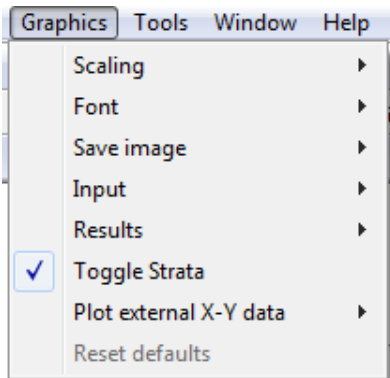 Graphics Tools Window Help
Scaling
Font
Save image
Input
Results
Toggle Strata
Plot external X-Y data
Reset defaults